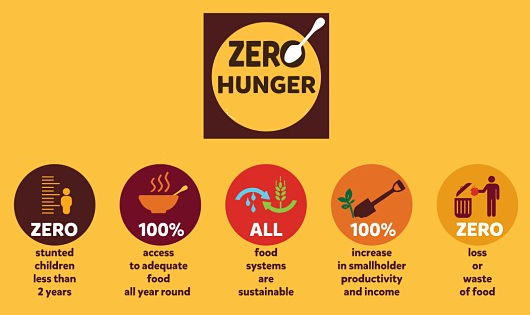 ZERO
HUNGER
ZERO
stunted
children
less than
2 years
100%
access
to adequate
food
all year round
ALL
food
systems
are
sustainable
100%
increase
in smallholder
productivity
and income
ZERO
loss
or
waste
of food